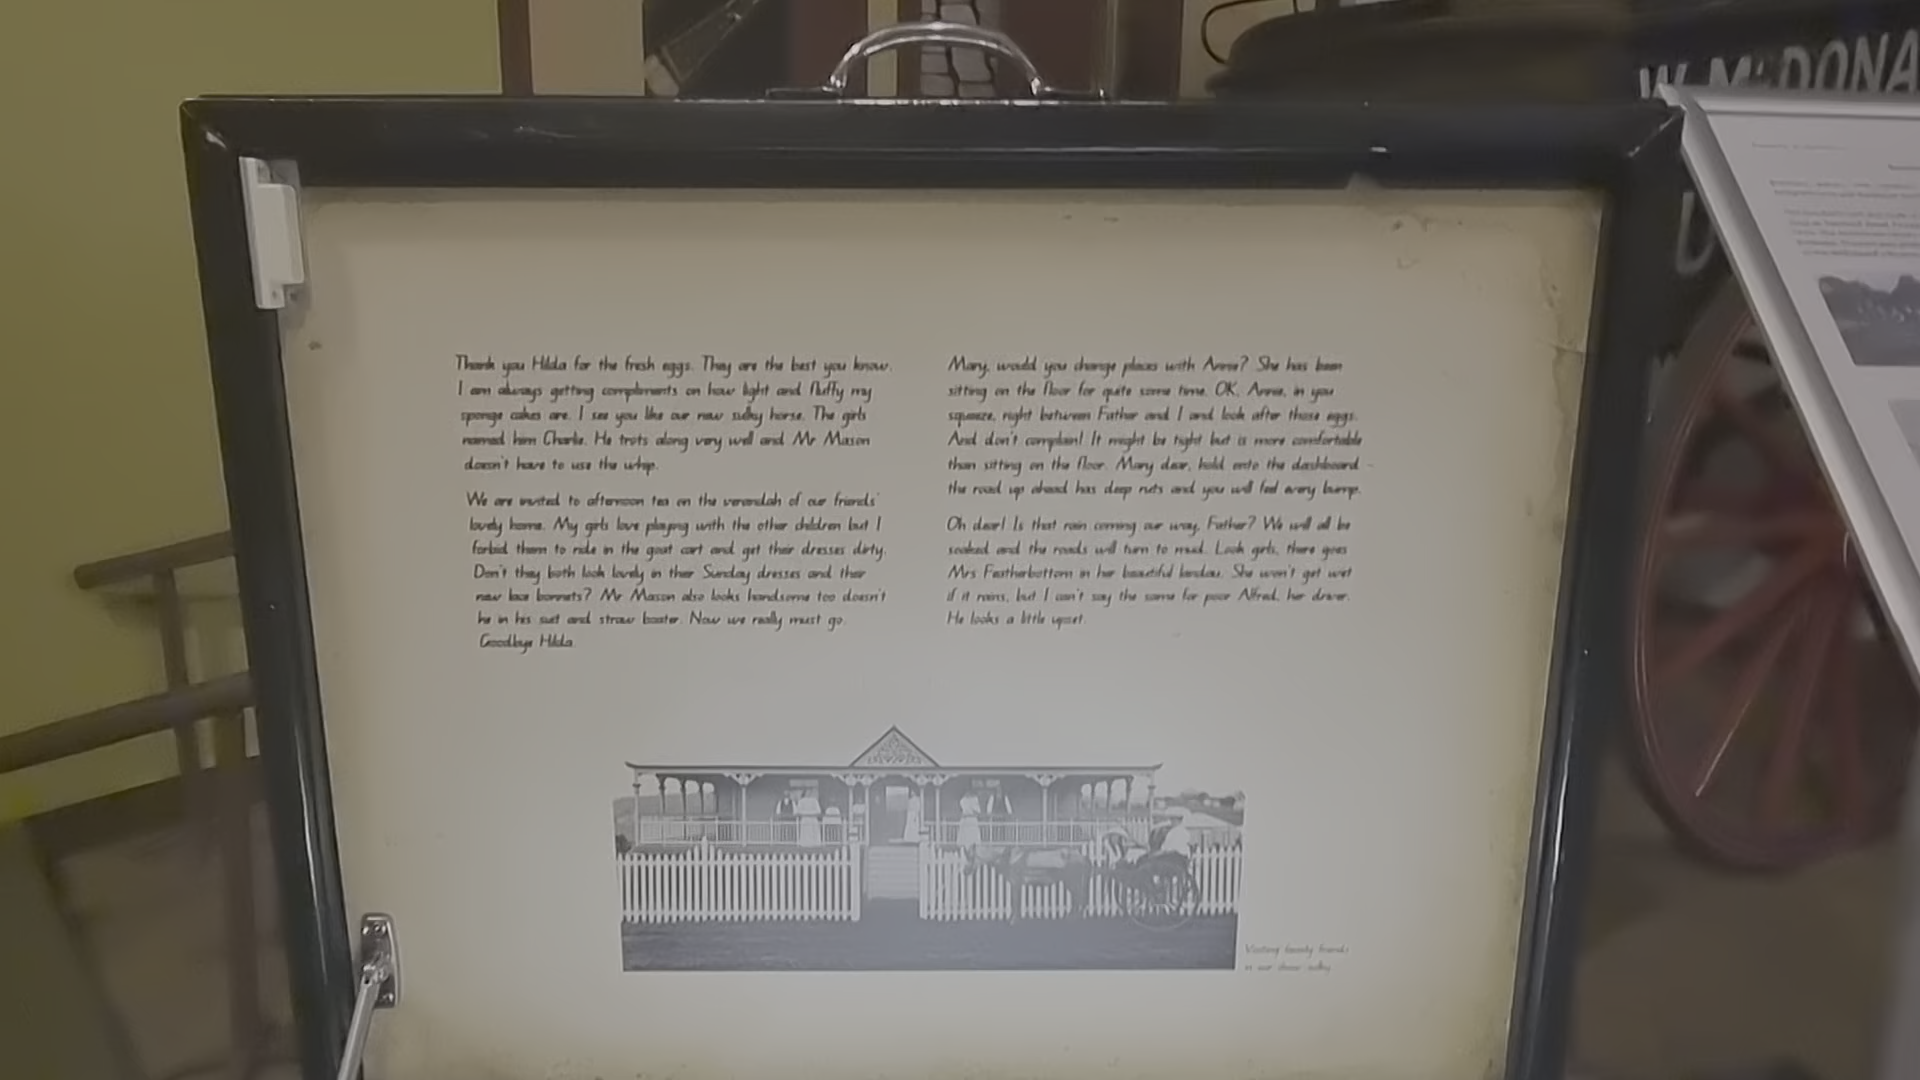 Thank you Hilda for the fresh eggs. They are the best you know.
I am always getting compliments on how light and fluffy my
sponge cakes are. I see you like our new sulky horse. The girls
named him Charlie. He trots along very well and Mr Mason
doesn't have to use the whip.
We are invited to afternoon tea on the verandah of our friends'
lovely home. My girls love playing with the other children but I
forbid them to ride in the goat cart and get their dresses dirty.
Don't they both look lovely in their Sunday dresses and their
new lace bonnets? Mr Mason also looks handsome too doesn't
he in his suit and straw boater. Now we really must go.
Goodbye Hilda.
Mary, would you change places with Annie? She has been
sitting on the floor for quite some time. OK, Annie, in you
squeeze, right between Father and I and look after those eggs.
And don't complain! It might be tight but is more comfortable
than sitting on the floor. Mary dear, hold onto the dashboard -
the road up ahead has deep ruts and you will feel every bump.
Oh dear! Is that rain coming our way, Father? We will all be
soaked and the roads will turn to mud. Look girls, there goes
Mrs Featherbottom in her beautiful landau. She won't get wet
if it rains, but I can't say the same for poor Alfred, her driver.
He looks a little upset.
Visiting family friends
in our sulky
W. McDONA